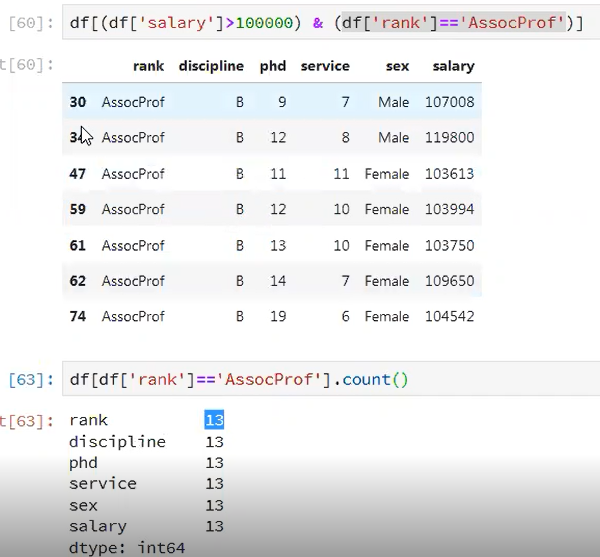 [60]: df[(df['salary']>100000) & (df['rank']=='AssocProf')]
t[60]: rank discipline phd service sex salary
30 AssocProf B 9 7 Male 107008
34 AssocProf B 12 8 Male 119800
47 AssocProf B 11 11 Female 103613
59 AssocProf B 12 10 Female 103994
61 AssocProf B 13 10 Female 103750
62 AssocProf B 14 7 Female 109650
74 AssocProf B 19 6 Female 104542
[63]: df[df['rank']=='AssocProf'].count()
t[63]: rank 13
discipline 13
phd 13
service 13
sex 13
salary 13
dtype: int64